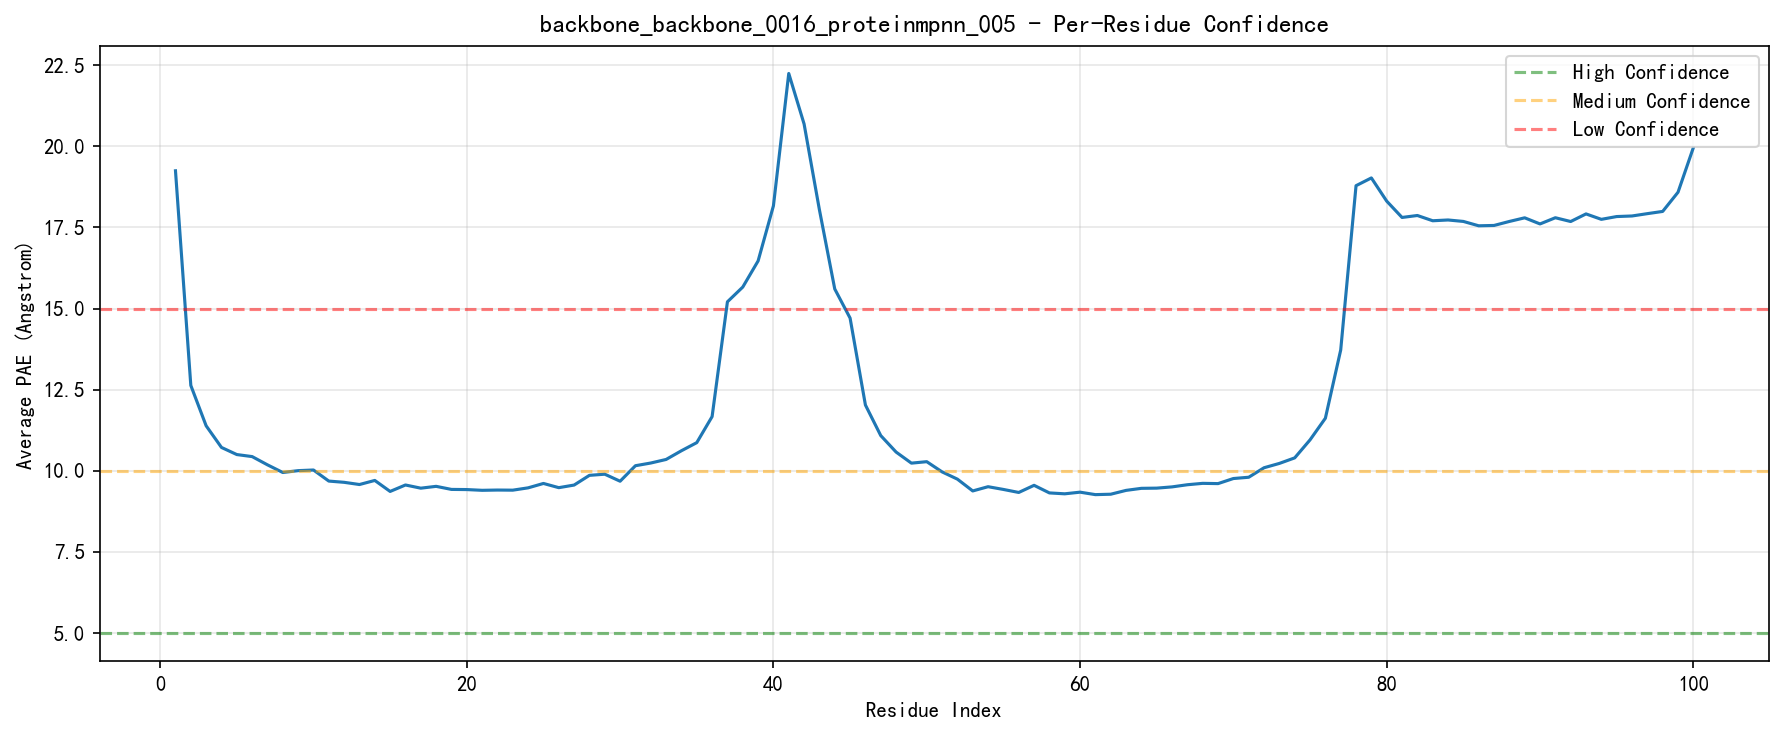 backbone_backbone_0016_proteinmpnn_005 - Per-Residue Confidence
High Confidence
Medium Confidence
Low Confidence
Average PAE (Angstrom)
22.5
20.0
17.5
15.0
12.5
10.0
7.5
5.0
0 20 40 60 80 100
Residue Index